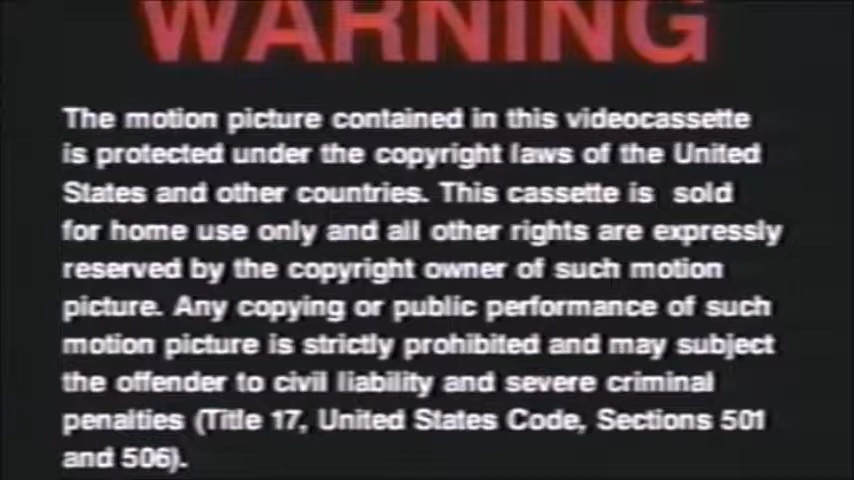 WARNING
The motion picture contained in this videocassette
is protected under the copyright laws of the United
States and other countries. This cassette is sold
for home use only and all other rights are expressly
reserved by the copyright owner of such motion
picture. Any copying or public performance of such
motion picture is strictly prohibited and may subject
the offender to civil liability and severe criminal
penalties (Title 17, United States Code, Sections 501
and 506).